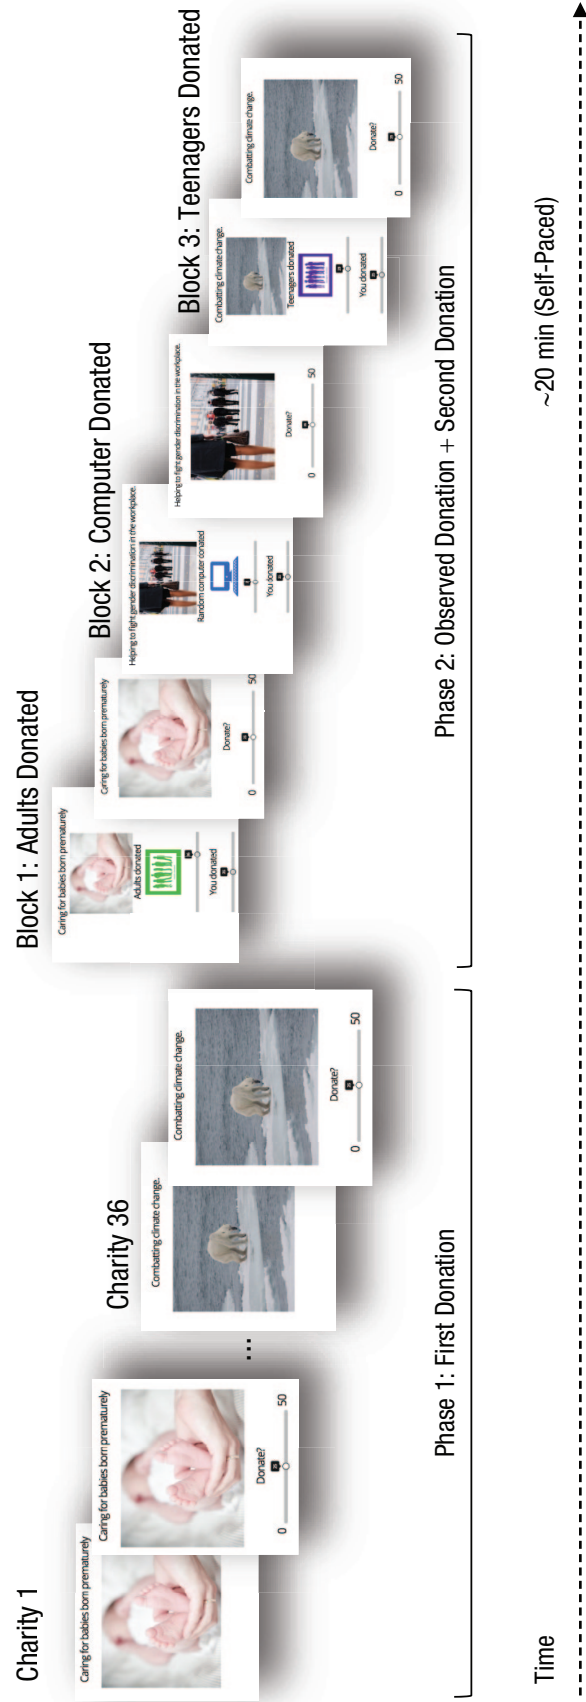 Charity 1
Caring for babies born prematurely
Caring for babies born prematurely
Donate?
0
50
...
Charity 36
Combatting climate change.
Combatting climate change.
Donate?
0
50
Phase 1: First Donation
Block 1: Adults Donated
Caring for babies born prematurely
Adults donated
You donated
Caring for babies born prematurely
Donate?
0
50
Block 2: Computer Donated
Helping to fight gender discrimination in the workplace.
Random computer donated
You donated
Helping to fight gender discrimination in the workplace.
Donate?
0
50
Block 3: Teenagers Donated
Combatting climate change.
Teenagers donated
You donated
Combatting climate change.
Donate?
0
50
Phase 2: Observed Donation + Second Donation
Time
~20 min (Self-Paced)